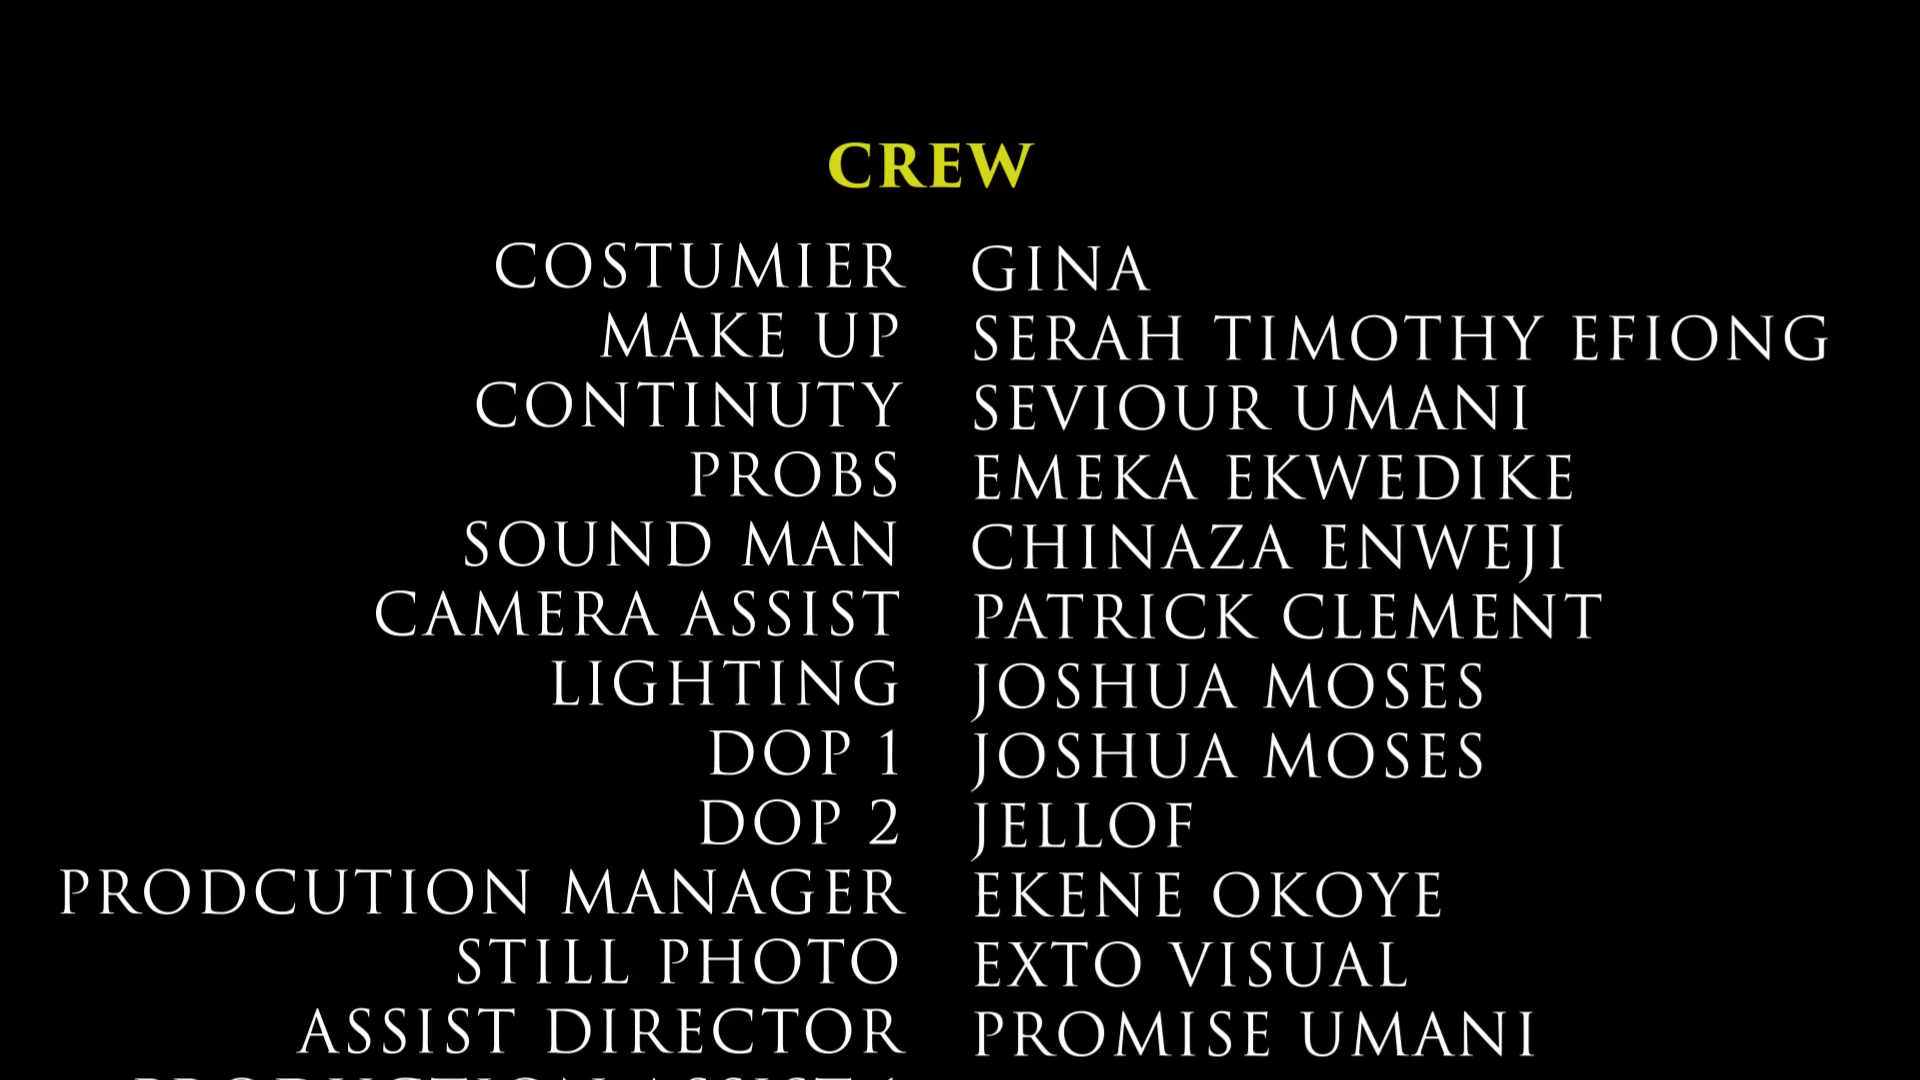 CREW
COSTUMIER GINA
MAKE UP SERAH TIMOTHY EFIONG
CONTINUTY SEVIOUR UMANI
PROBS EMEKA EKWEDIKE
SOUND MAN CHINAZA ENWEJI
CAMERA ASSIST PATRICK CLEMENT
LIGHTING JOSHUA MOSES
DOP 1 JOSHUA MOSES
DOP 2 JELLOF
PRODCUTION MANAGER EKENE OKOYE
STILL PHOTO EXTO VISUAL
ASSIST DIRECTOR PROMISE UMANI